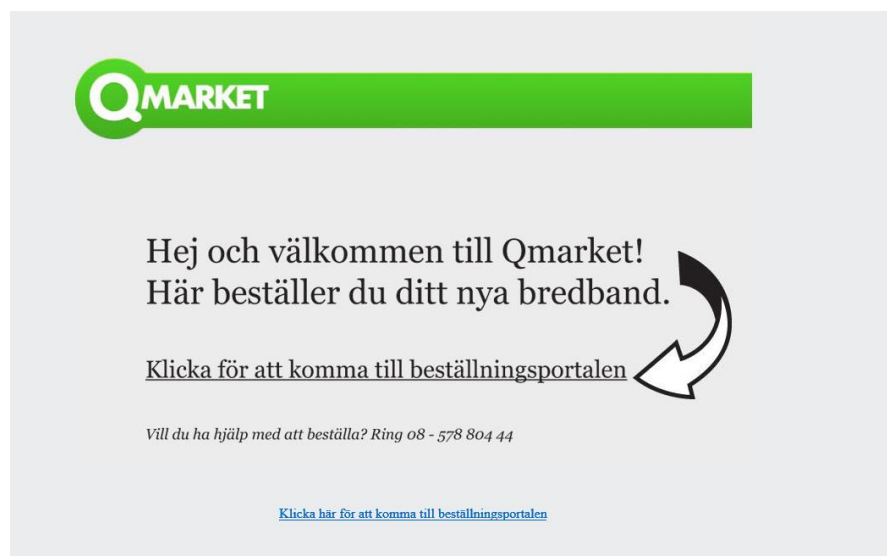 QMARKET
Hej och välkommen till Qmarket!
Här beställer du ditt nya bredband.
Klicka för att komma till beställningsportalen
Vill du ha hjälp med att beställa? Ring 08 - 578 804 44
Klicka här för att komma till beställningsportalen